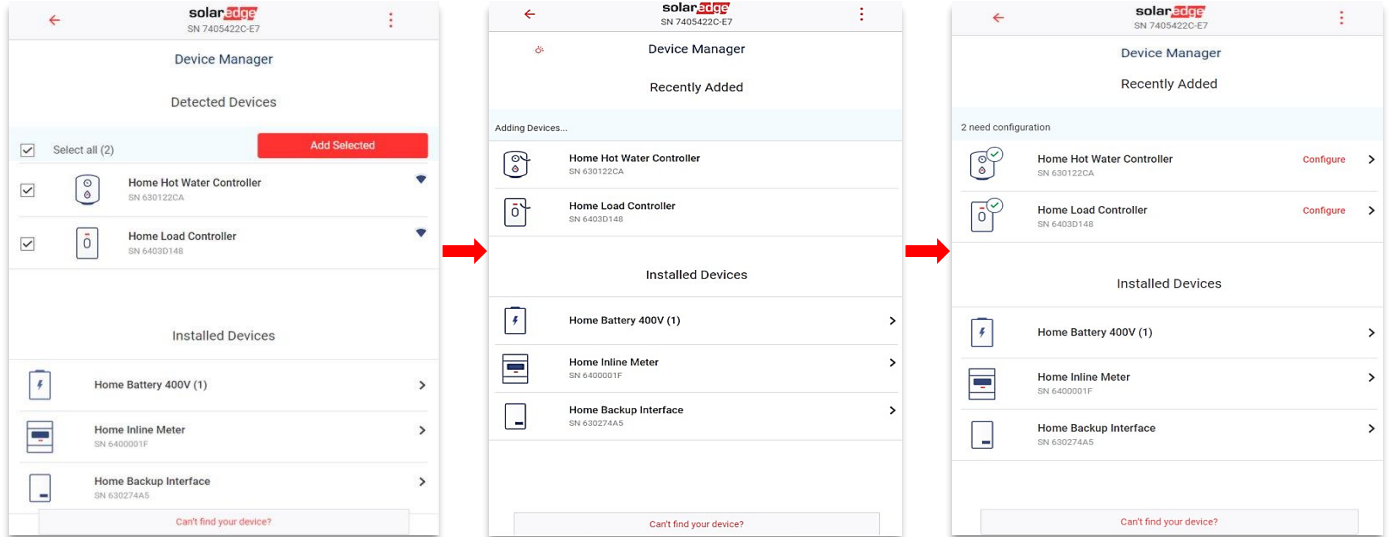 solaredge
SN 7405422C-E7
Device Manager
Detected Devices
Select all (2)
Add Selected
Home Hot Water Controller
SN 630122CA
Home Load Controller
SN 6403D148
Installed Devices
Home Battery 400V (1)
Home Inline Meter
SN 6400001F
Home Backup Interface
SN 630274A5
Can't find your device?
solaredge
SN 7405422C-E7
Device Manager
Recently Added
Adding Devices...
Home Hot Water Controller
SN 630122CA
Home Load Controller
SN 6403D148
Installed Devices
Home Battery 400V (1)
Home Inline Meter
SN 6400001F
Home Backup Interface
SN 630274A5
Can't find your device?
solaredge
SN 7405422C-E7
Device Manager
Recently Added
2 need configuration
Home Hot Water Controller
SN 630122CA
Configure
Home Load Controller
SN 6403D148
Configure
Installed Devices
Home Battery 400V (1)
Home Inline Meter
SN 6400001F
Home Backup Interface
SN 630274A5
Can't find your device?